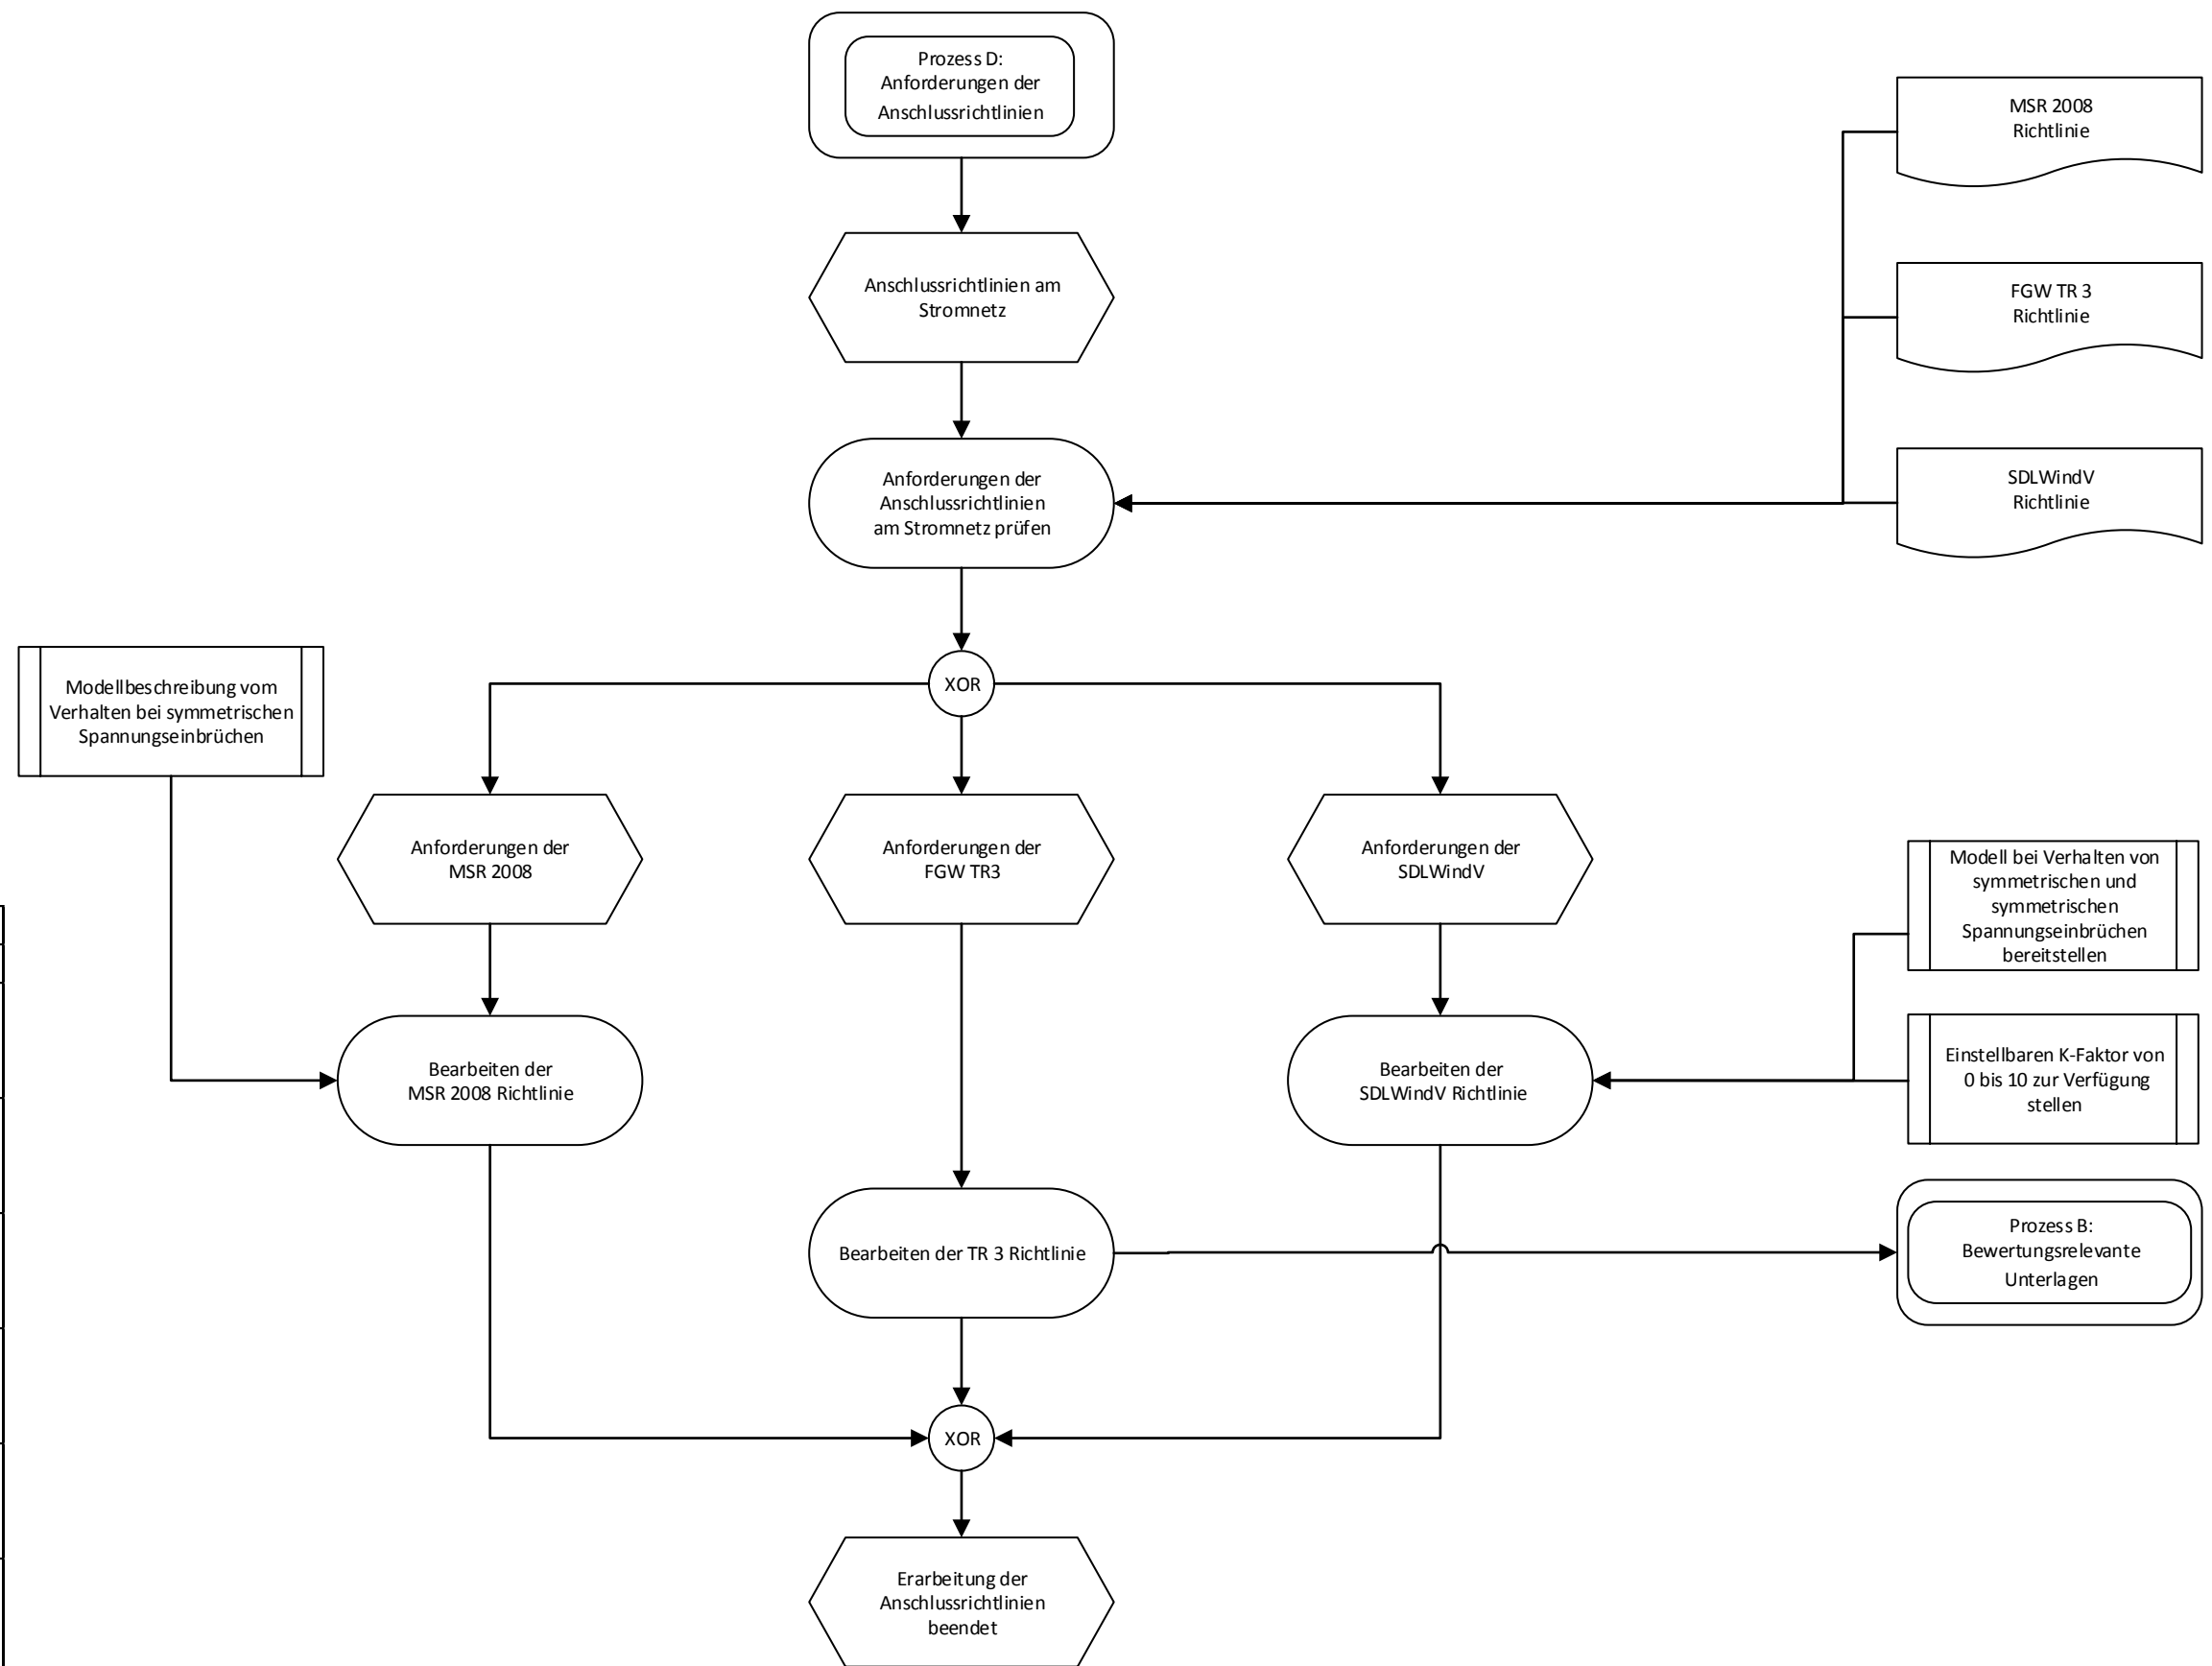 Prozess D:
Anforderungen der
Anschlussrichtlinien
MSR 2008
Richtlinie
Anschlussrichtlinien am
Stromnetz
FGW TR 3
Richtlinie
Anforderungen der
Anschlussrichtlinien
am Stromnetz prüfen
SDLWindV
Richtlinie
XOR
Modellbeschreibung vom
Verhalten bei symmetrischen
Spannungseinbrüchen
Anforderungen der
MSR 2008
Anforderungen der
FGW TR3
Anforderungen der
SDLWindV
Modell bei Verhalten von
symmetrischen und
symmetrischen
Spannungseinbrüchen
bereitstellen
Bearbeiten der
MSR 2008 Richtlinie
Bearbeiten der
SDLWindV Richtlinie
Einstellbaren K-Faktor von
0 bis 10 zur Verfügung
stellen
Bearbeiten der TR 3 Richtlinie
Prozess B:
Bewertungsrelevante
Unterlagen
XOR
Erarbeitung der
Anschlussrichtlinien
beendet